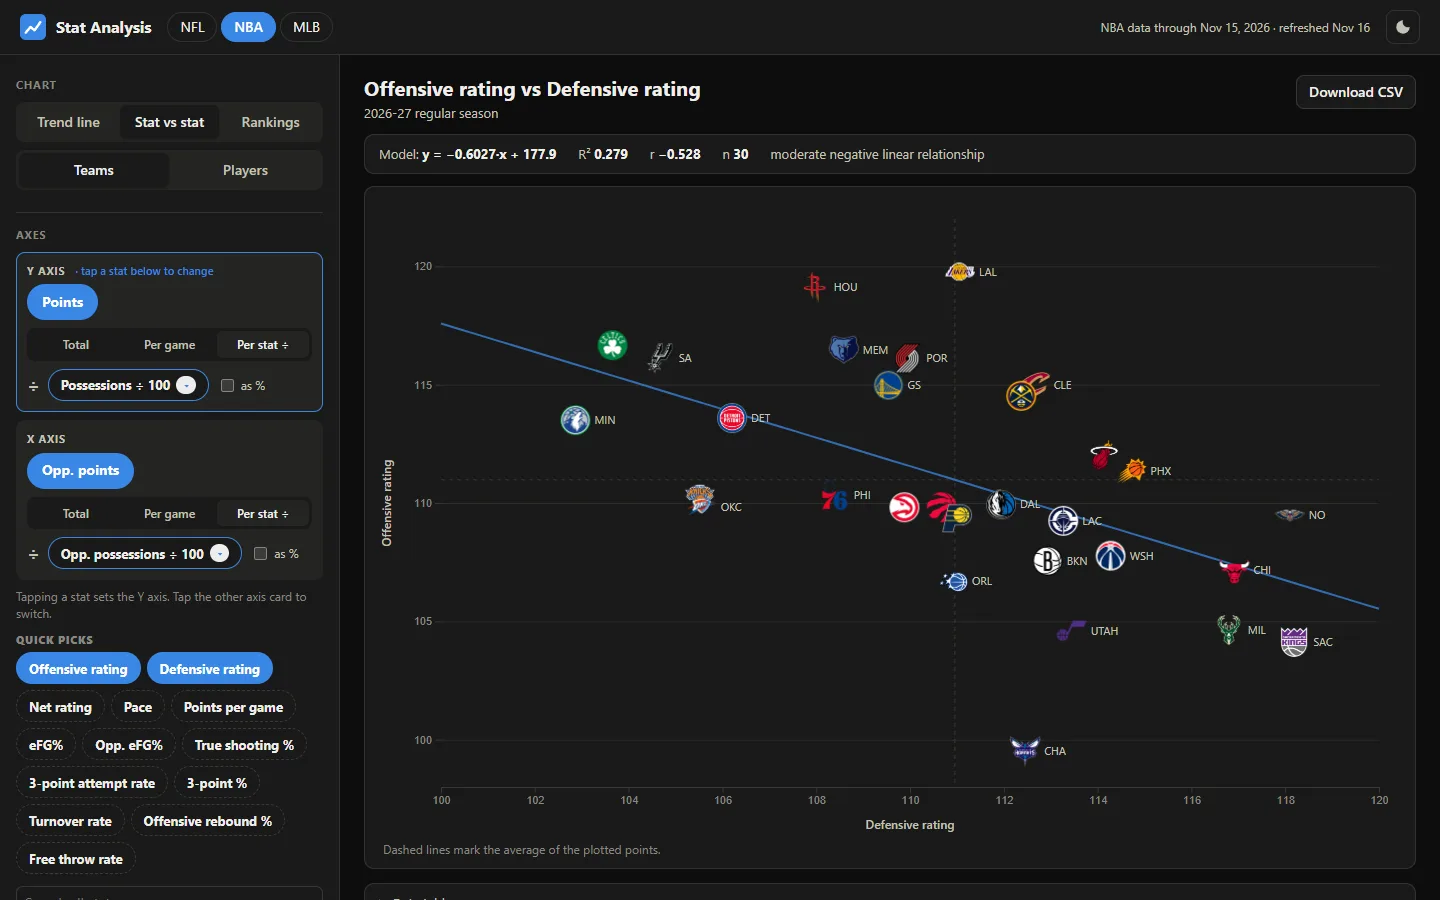 Stat Analysis NFL NBA MLB NBA data through Nov 15, 2026 · refreshed Nov 16
CHART
Trend line Stat vs stat Rankings
Teams Players
AXES
Y AXIS · tap a stat below to change
Points
Total Per game Per stat ÷
÷ Possessions ÷ 100 as %
X AXIS
Opp. points
Total Per game Per stat ÷
÷ Opp. possessions ÷ 100 as %
Tapping a stat sets the Y axis. Tap the other axis card to
switch.
QUICK PICKS
Offensive rating Defensive rating
Net rating Pace Points per game
eFG% Opp. eFG% True shooting %
3-point attempt rate 3-point %
Turnover rate Offensive rebound %
Free throw rate
Offensive rating vs Defensive rating
2026-27 regular season
Download CSV
Model: y = −0.6027·x + 177.9 R² 0.279 r −0.528 n 30 moderate negative linear relationship
120
LAL
HOU
MEM
SA POR
115
GS CLE
MIN DET
PHX
Offensive rating
110
OKC PHI DAL NO
LAC
BKN WSH
ORL CHI
105
UTAH MIL
SAC
100
CHA
100 102 104 106 108 110 112 114 116 118 120
Defensive rating
Dashed lines mark the average of the plotted points.